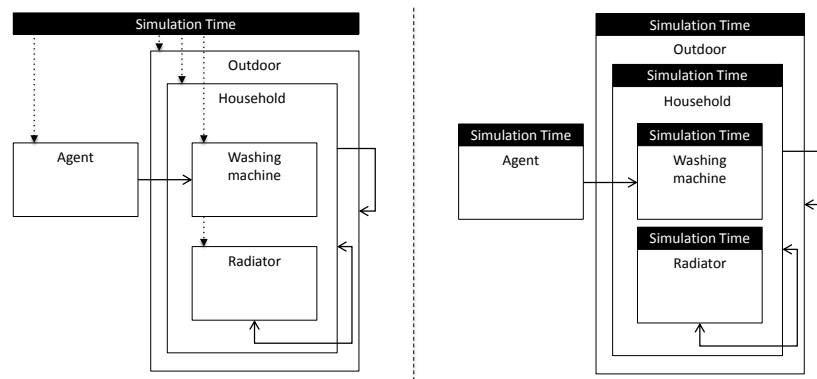 Simulation Time
Outdoor
Household
Agent
Washing
machine
Radiator
Simulation Time
Outdoor
Simulation Time
Household
Simulation Time
Agent
Simulation Time
Washing
machine
Simulation Time
Radiator